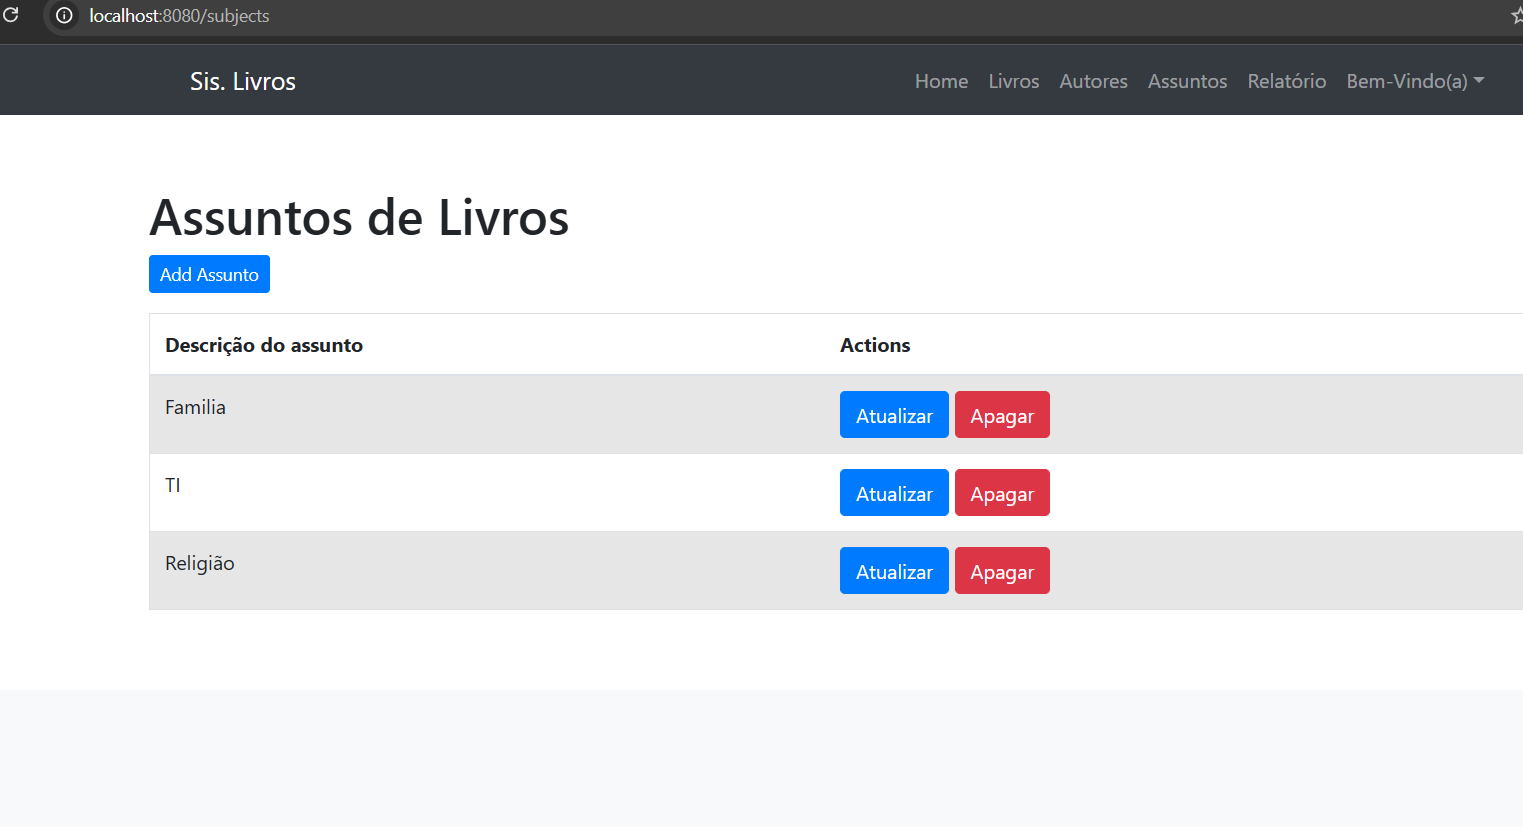 localhost:8080/subjects
Sis. Livros Home Livros Autores Assuntos Relatório Bem-Vindo(a)
Assuntos de Livros
Add Assunto
Descrição do assunto Actions
Familia Atualizar Apagar
TI Atualizar Apagar
Religião Atualizar Apagar